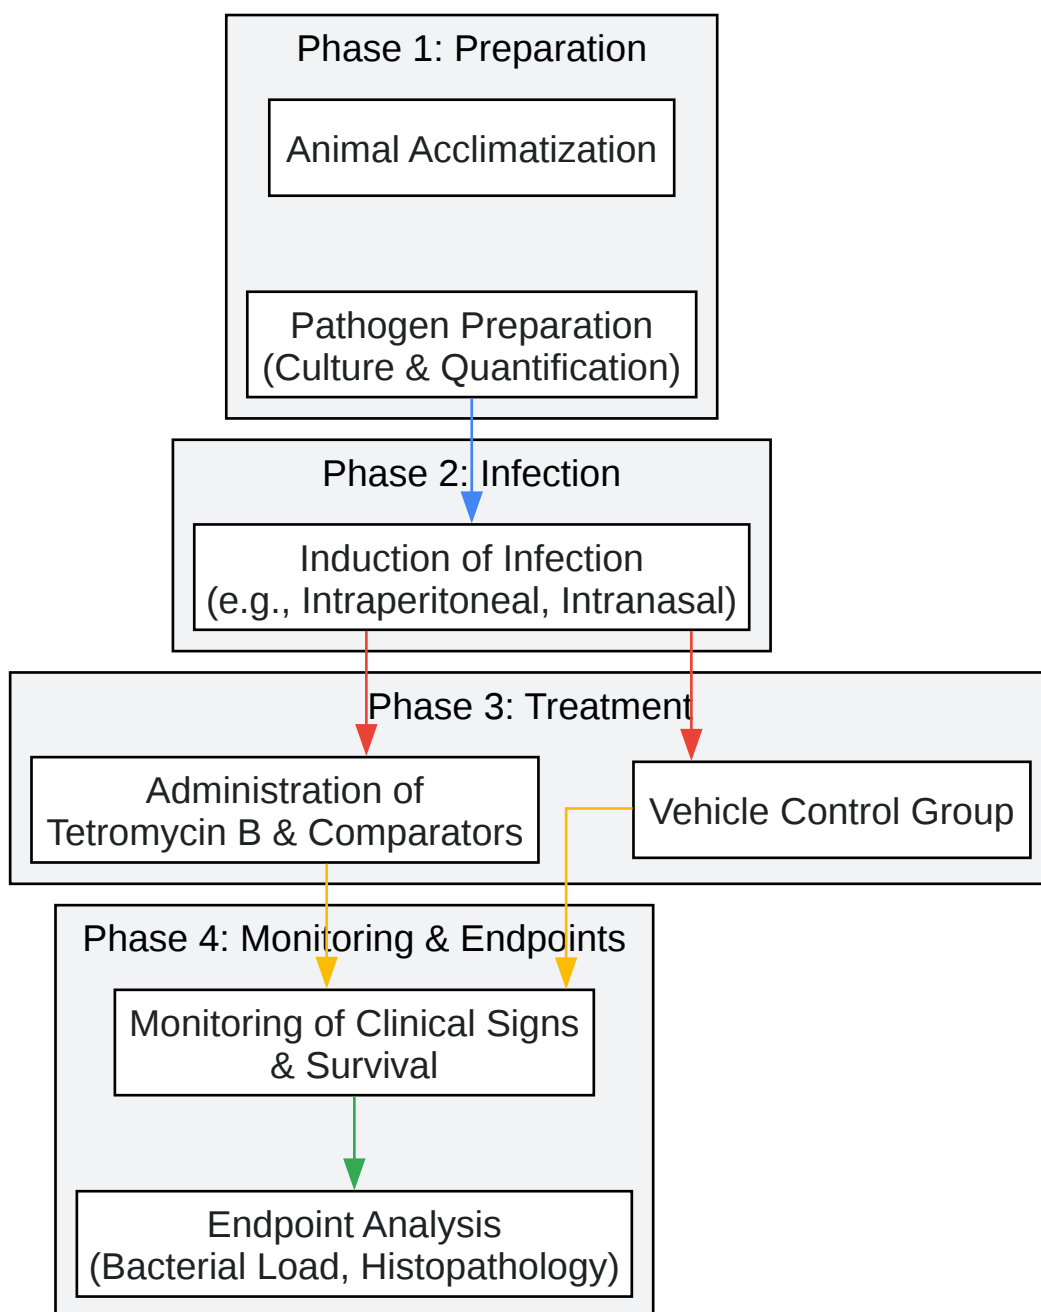 Phase 1: Preparation
Animal Acclimatization
Pathogen Preparation
(Culture & Quantification)
Phase 2: Infection
Induction of Infection
(e.g., Intraperitoneal, Intranasal)
Phase 3: Treatment
Administration of
Tetromycin B & Comparators
Vehicle Control Group
Phase 4: Monitoring & Endpoints
Monitoring of Clinical Signs
& Survival
Endpoint Analysis
(Bacterial Load, Histopathology)